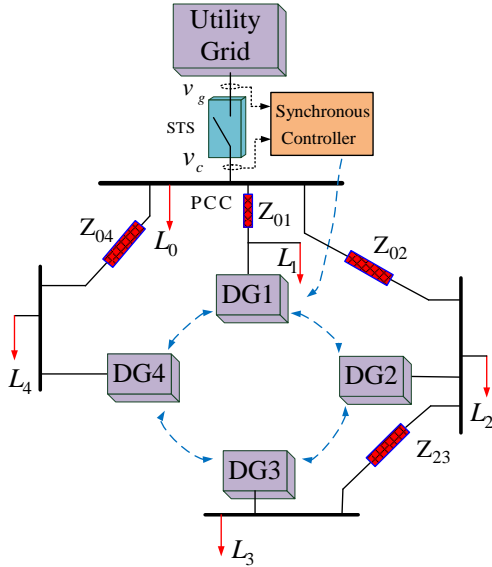 Utility
Grid
v_g
STS
Synchronous
Controller
v_c
PCC
Z_01
Z_04
L_0
L_1
Z_02
DG1
L_4
DG4
DG2
L_2
Z_23
DG3
L_3